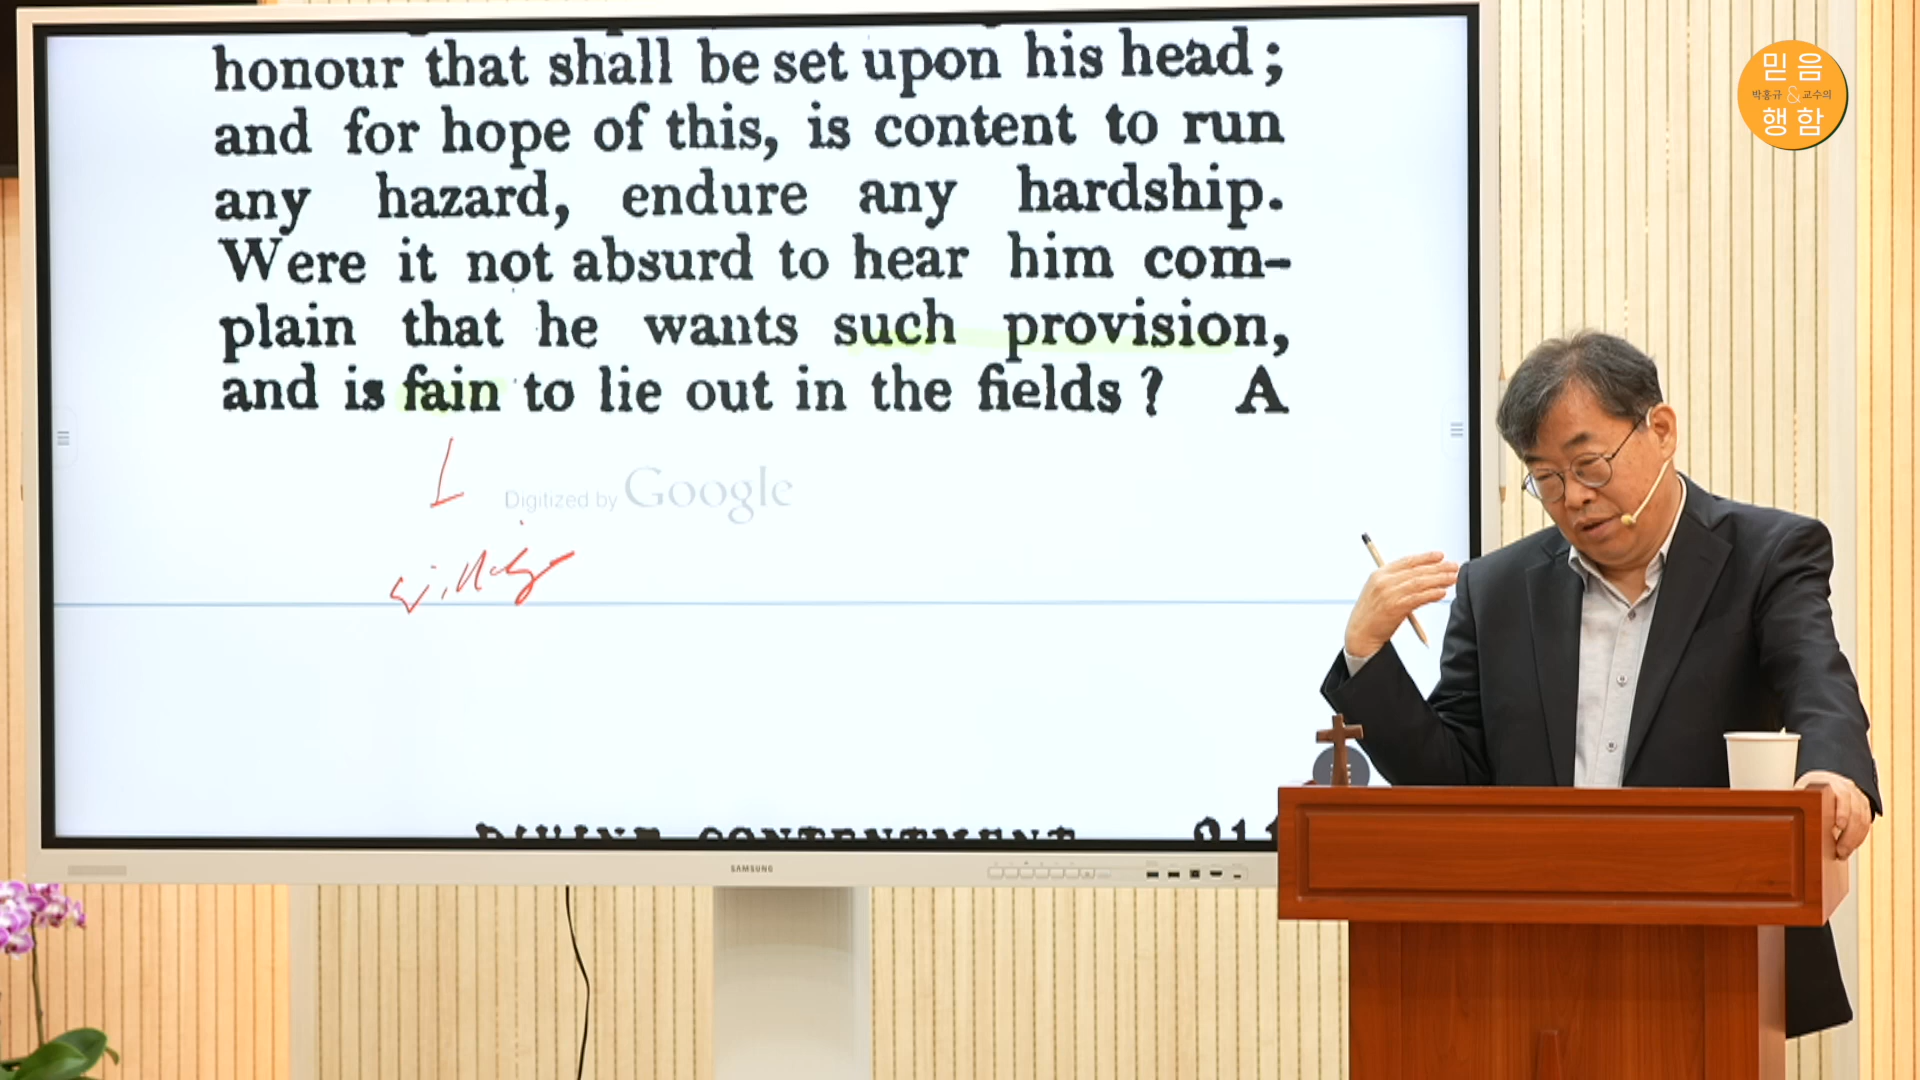 honour that shall be set upon his head;
and for hope of this, is content to run
any hazard, endure any hardship.
Were it not absurd to hear him com-
plain that he wants such provision,
and is fain to lie out in the fields? A
Digitized by Google
DIVINE CONTENTMENT
SAMSUNG
믿음
박홍규 & 교수의
행함